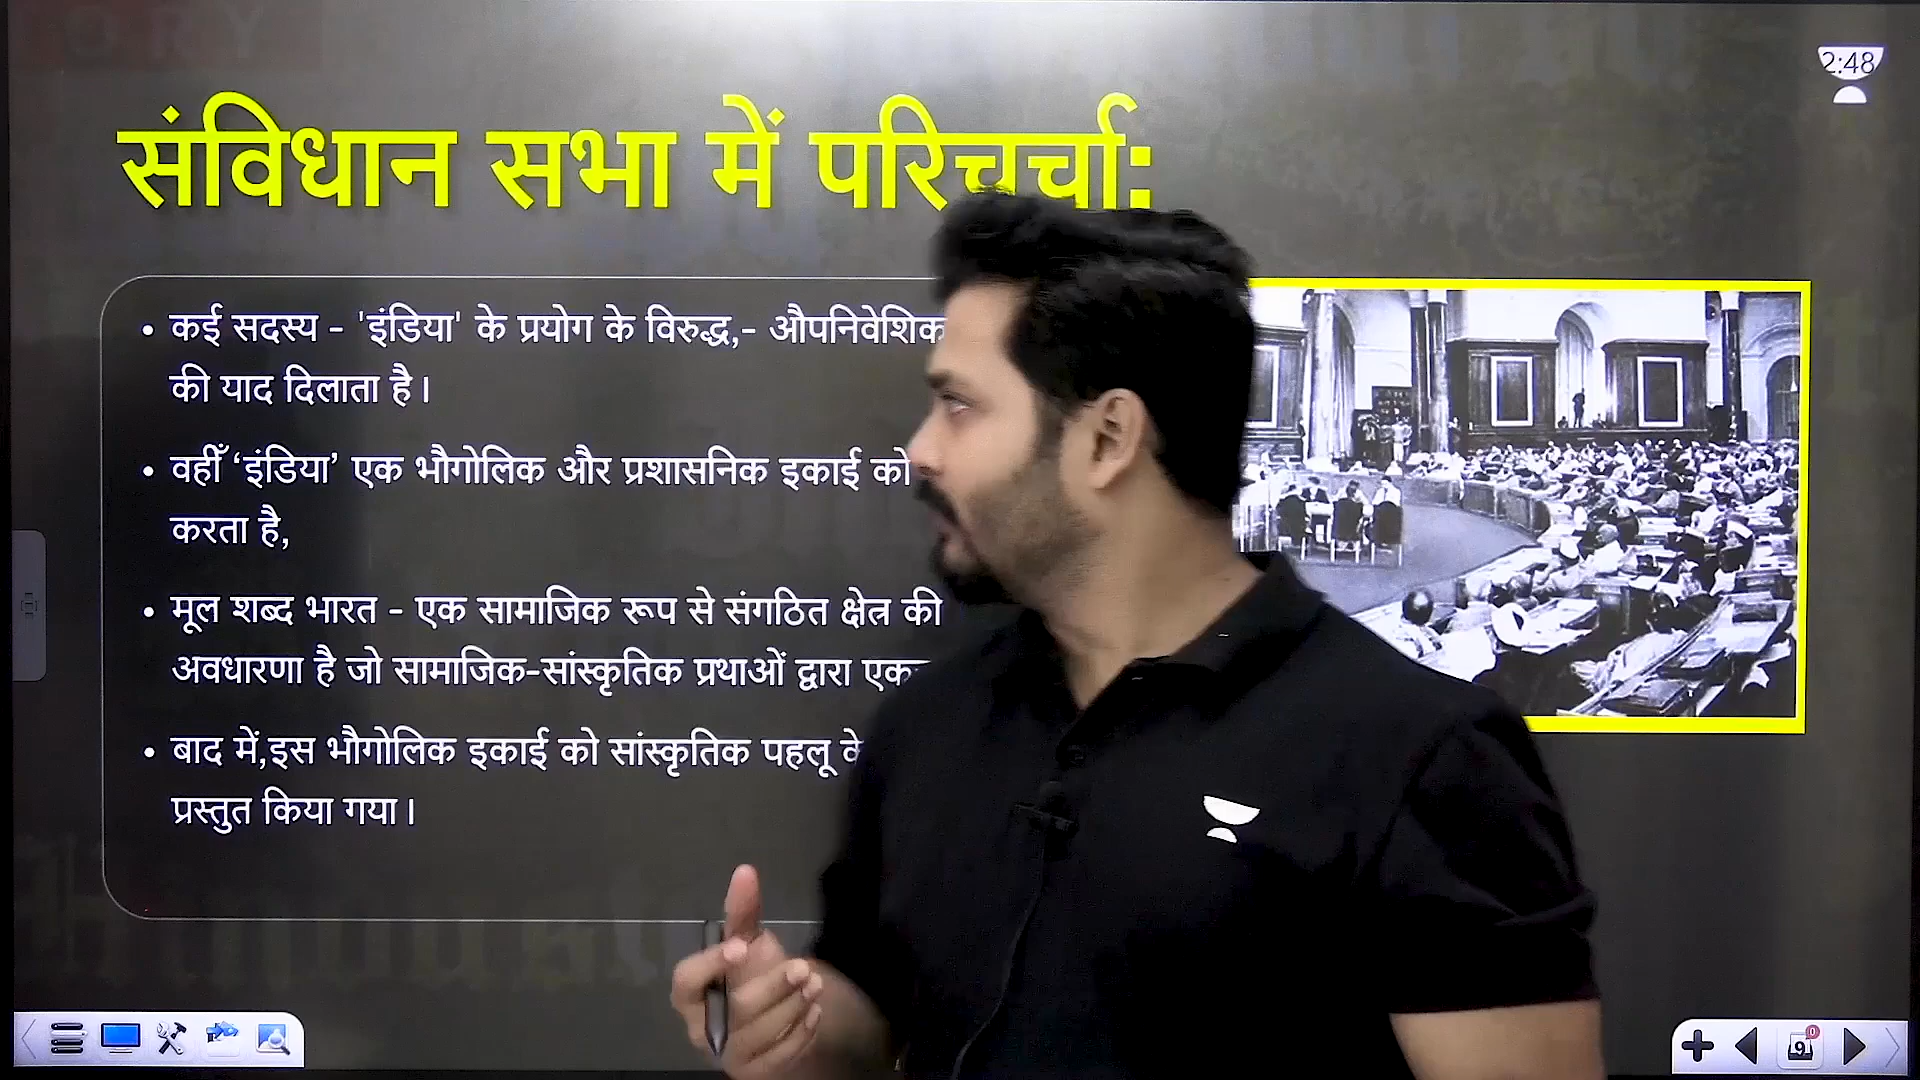 2:48
संविधान सभा में परिचर्चा:
• कई सदस्य - 'इंडिया' के प्रयोग के विरुद्ध,- औपनिवेशिक
की याद दिलाता है।
• वहीं ‘इंडिया’ एक भौगोलिक और प्रशासनिक इकाई को
करता है,
• मूल शब्द भारत - एक सामाजिक रूप से संगठित क्षेत्र की
अवधारणा है जो सामाजिक-सांस्कृतिक प्रथाओं द्वारा
• बाद में,इस भौगोलिक इकाई को सांस्कृतिक पहलू
प्रस्तुत किया गया।
9